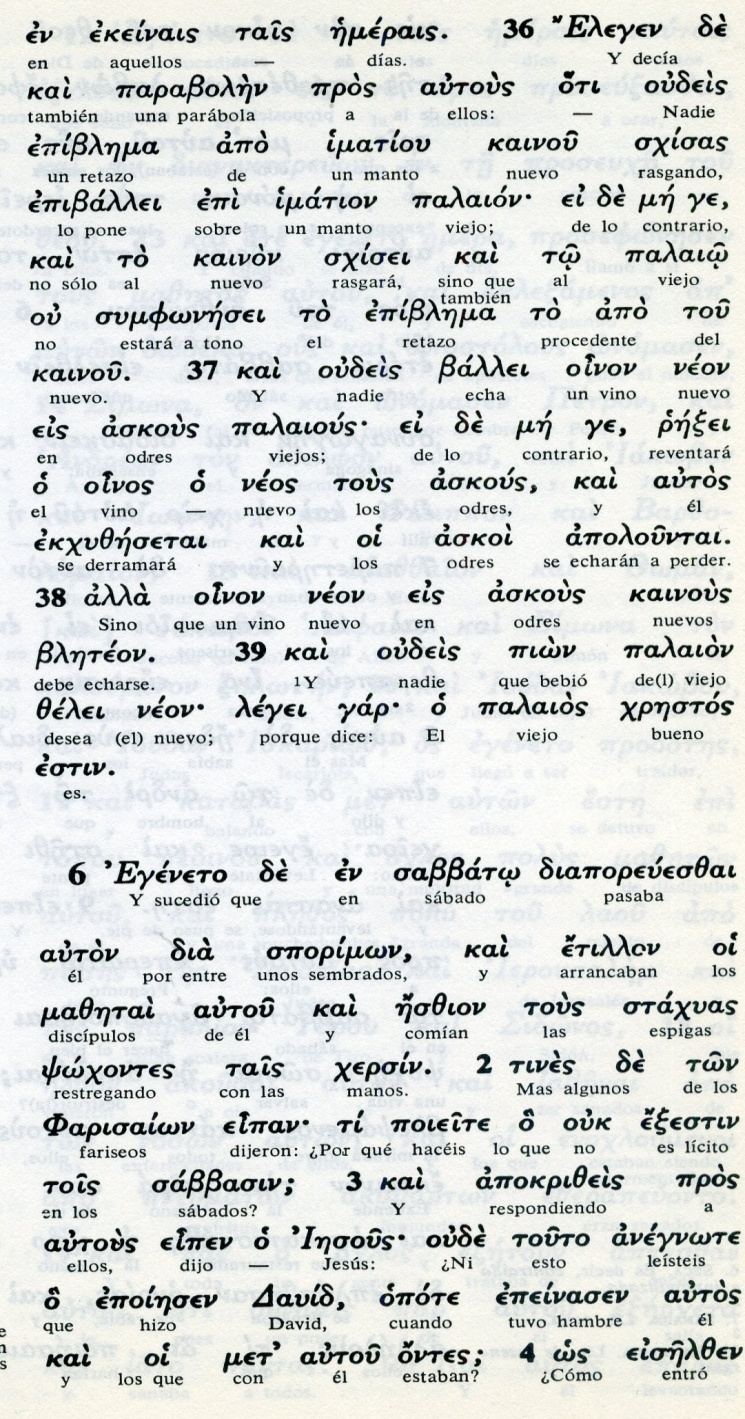 ἐν ἐκείναις ταῖς ἡμέραις. 36 Ἔλεγεν δὲ
en aquellos — días. Y decía
καὶ παραβολὴν πρὸς αὐτοὺς ὅτι οὐδεὶς
también una parábola a ellos: — Nadie
ἐπίβλημα ἀπὸ ἱματίου καινοῦ σχίσας
un retazo de un manto nuevo rasgando,
ἐπιβάλλει ἐπὶ ἱμάτιον παλαιόν· εἰ δὲ μή γε,
lo pone sobre un manto viejo; de lo contrario,
καὶ τὸ καινὸν σχίσει καὶ τῷ παλαιῷ
no sólo al nuevo rasgará, sino que también al viejo
οὐ συμφωνήσει τὸ ἐπίβλημα τὸ ἀπὸ τοῦ
no estará a tono el retazo procedente del
καινοῦ. 37 καὶ οὐδεὶς βάλλει οἶνον νέον
nuevo. Y nadie echa un vino nuevo
εἰς ἀσκοὺς παλαιούς· εἰ δὲ μή γε, ῥήξει
en odres viejos; de lo contrario, reventará
ὁ οἶνος ὁ νέος τοὺς ἀσκούς, καὶ αὐτὸς
el vino — nuevo los odres, y él
ἐκχυθήσεται καὶ οἱ ἀσκοὶ ἀπολοῦνται.
se derramará y los odres se echarán a perder.
38 ἀλλὰ οἶνον νέον εἰς ἀσκοὺς καινοὺς
Sino que un vino nuevo en odres nuevos
βλητέον. 39 καὶ οὐδεὶς πιὼν παλαιὸν
debe echarse. 1Y nadie que bebió de(l) viejo
θέλει νέον· λέγει γάρ· ὁ παλαιὸς χρηστός
desea (el) nuevo; porque dice: El viejo bueno
ἐστιν.
es.
6 Ἐγένετο δὲ ἐν σαββάτῳ διαπορεύεσθαι
Y sucedió que en sábado pasaba
αὐτὸν διὰ σπορίμων, καὶ ἔτιλλον οἱ
él por entre unos sembrados, y arrancaban los
μαθηταὶ αὐτοῦ καὶ ἤσθιον τοὺς στάχυας
discípulos de él y comían las espigas
ψώχοντες ταῖς χερσίν. 2 τινὲς δὲ τῶν
restregando con las manos. Mas algunos de los
Φαρισαίων εἶπαν· τί ποιεῖτε ὃ οὐκ ἔξεστιν
fariseos dijeron: ¿Por qué hacéis lo que no es lícito
τοῖς σάββασιν; 3 καὶ ἀποκριθεὶς πρὸς
en los sábados? Y respondiendo a
αὐτοὺς εἶπεν ὁ Ἰησοῦς· οὐδὲ τοῦτο ἀνέγνωτε
ellos, dijo — Jesús: ¿Ni esto leísteis
ὃ ἐποίησεν Δαυίδ, ὁπότε ἐπείνασεν αὐτὸς
que hizo David, cuando tuvo hambre él
καὶ οἱ μετ᾽ αὐτοῦ ὄντες; 4 ὡς εἰσῆλθεν
y los que con él estaban? ¿Cómo entró